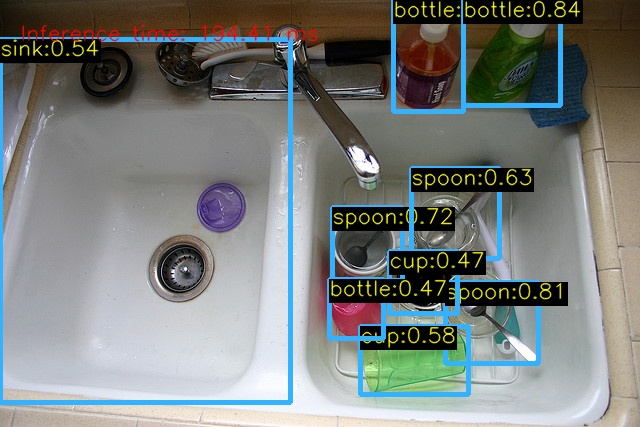 bottle: bottle:0.84
Inference time: 194.41 ms
sink:0.54
spoon:0.63
spoon:0.72
cup:0.47
bottle:0.47 spoon:0.81
cup:0.58